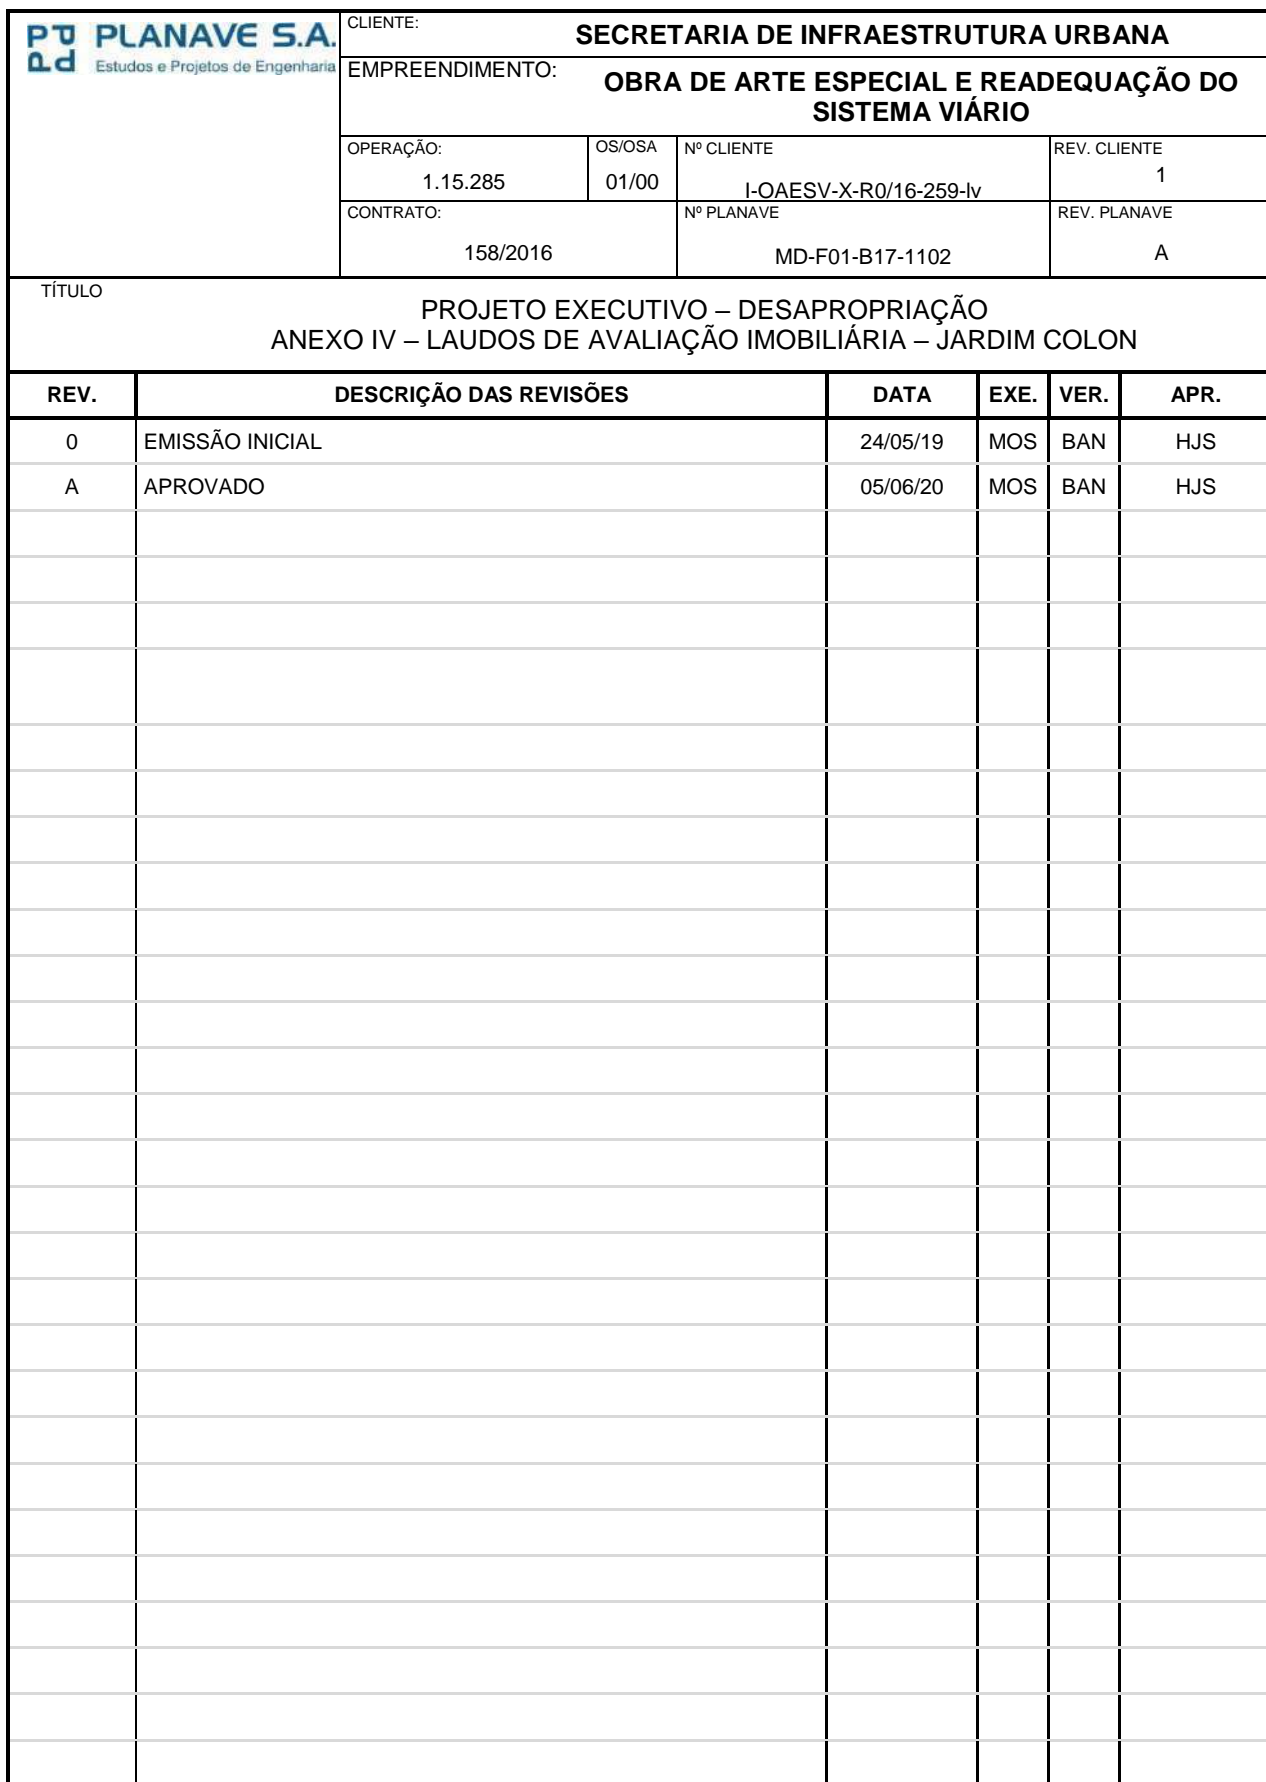 PLANAVE S.A.
Estudos e Projetos de Engenharia
CLIENTE:
SECRETARIA DE INFRAESTRUTURA URBANA
EMPREENDIMENTO:
OBRA DE ARTE ESPECIAL E READEQUAÇÃO DO
SISTEMA VIÁRIO
OPERAÇÃO:
1.15.285
OS/OSA
01/00
Nº CLIENTE
I-OAESV-X-R0/16-259-Iv
REV. CLIENTE
1
CONTRATO:
158/2016
Nº PLANAVE
MD-F01-B17-1102
REV. PLANAVE
A
TÍTULO
PROJETO EXECUTIVO – DESAPROPRIAÇÃO
ANEXO IV – LAUDOS DE AVALIAÇÃO IMOBILIÁRIA – JARDIM COLON
REV. DESCRIÇÃO DAS REVISÕES DATA EXE. VER. APR.
0 EMISSÃO INICIAL 24/05/19 MOS BAN HJS
A APROVADO 05/06/20 MOS BAN HJS